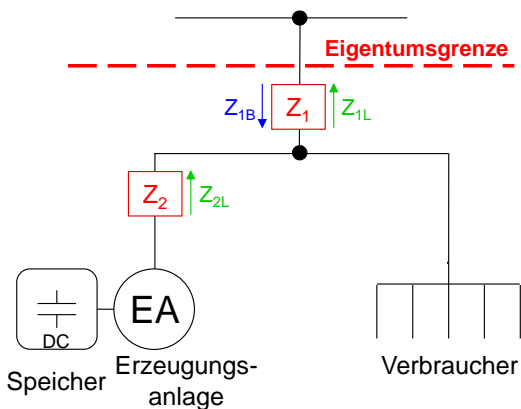 Eigentumsgrenze
Z1B
Z1
Z1L
Z2
Z2L
EA
DC
Speicher
Erzeugungs-
anlage
Verbraucher